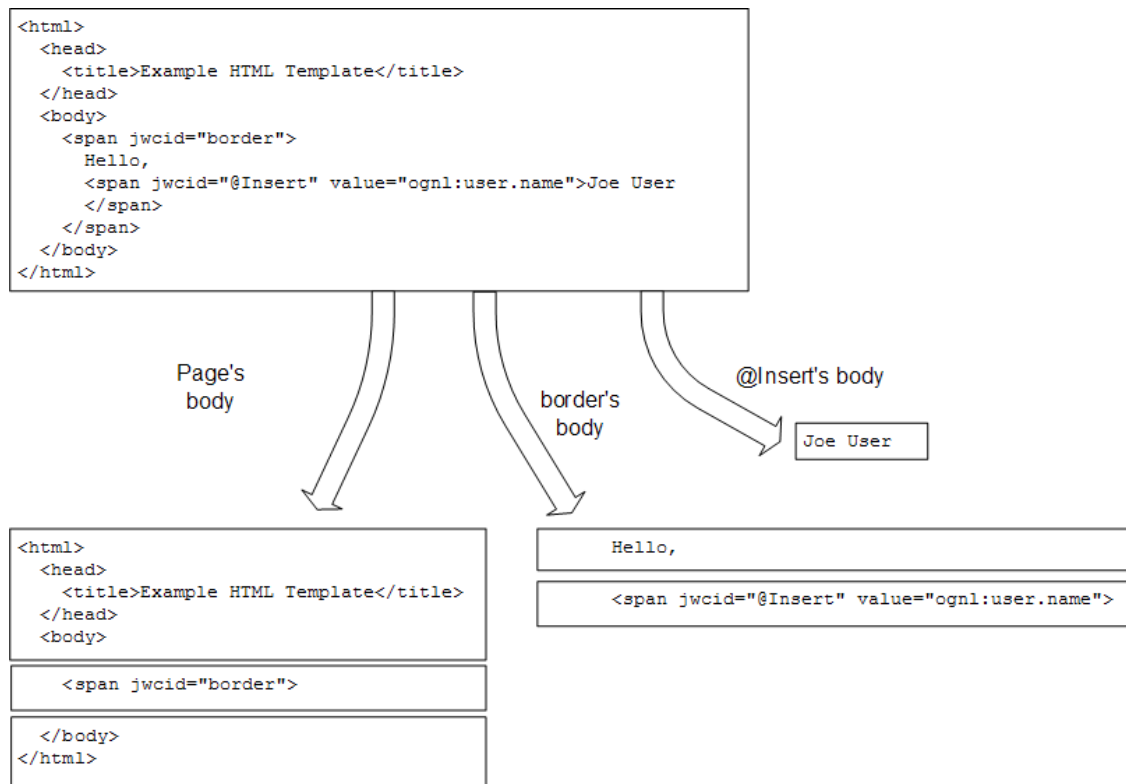 <html>
  <head>
    <title>Example HTML Template</title>
  </head>
  <body>
    <span jwcid="border">
      Hello,
      <span jwcid="@Insert" value="ognl:user.name">Joe User
      </span>
    </span>
  </body>
</html>
Page's
body
border's
body
@Insert's body
Joe User
<html>
  <head>
    <title>Example HTML Template</title>
  </head>
  <body>
    <span jwcid="border">
  </body>
</html>
Hello,
<span jwcid="@Insert" value="ognl:user.name">